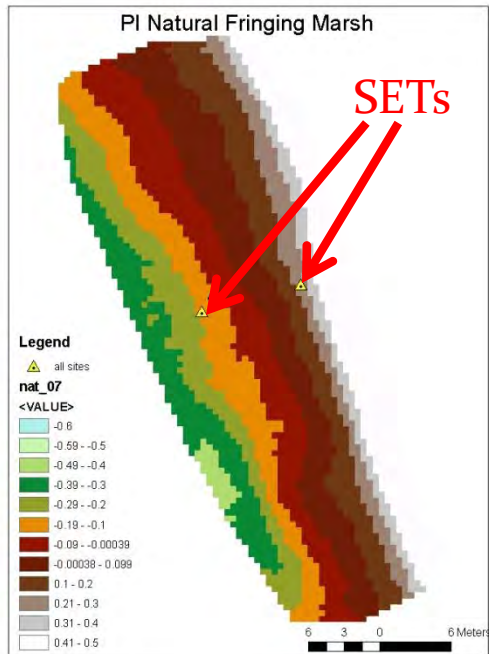 PI Natural Fringing Marsh
SETs
Legend
all sites
nat_07
<VALUE>
-0.6
-0.59 - -0.5
-0.49 - -0.4
-0.39 - -0.3
-0.29 - -0.2
-0.19 - -0.1
-0.09 - -0.00039
-0.00038 - 0.099
0.1 - 0.2
0.21 - 0.3
0.31 - 0.4
0.41 - 0.5
6 3 0 6 Meters